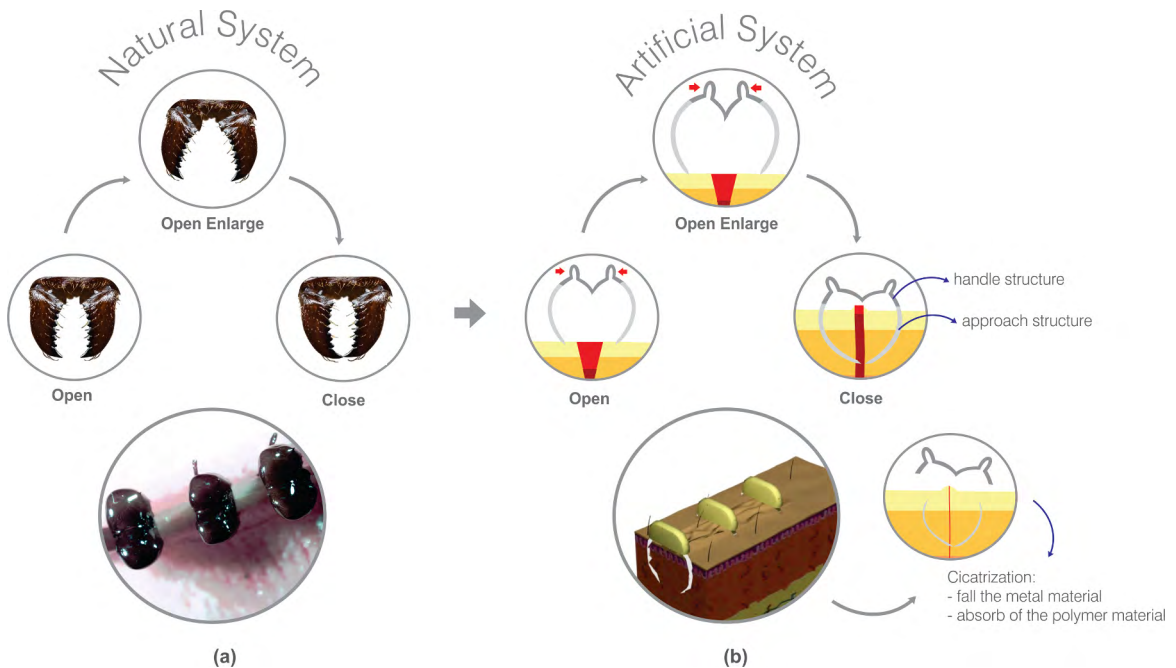 Natural System
Open Enlarge
Open
Close
(a)
Artificial System
Open Enlarge
Open
Close
handle structure
approach structure
Cicatrization:
- fall the metal material
- absorb of the polymer material
(b)